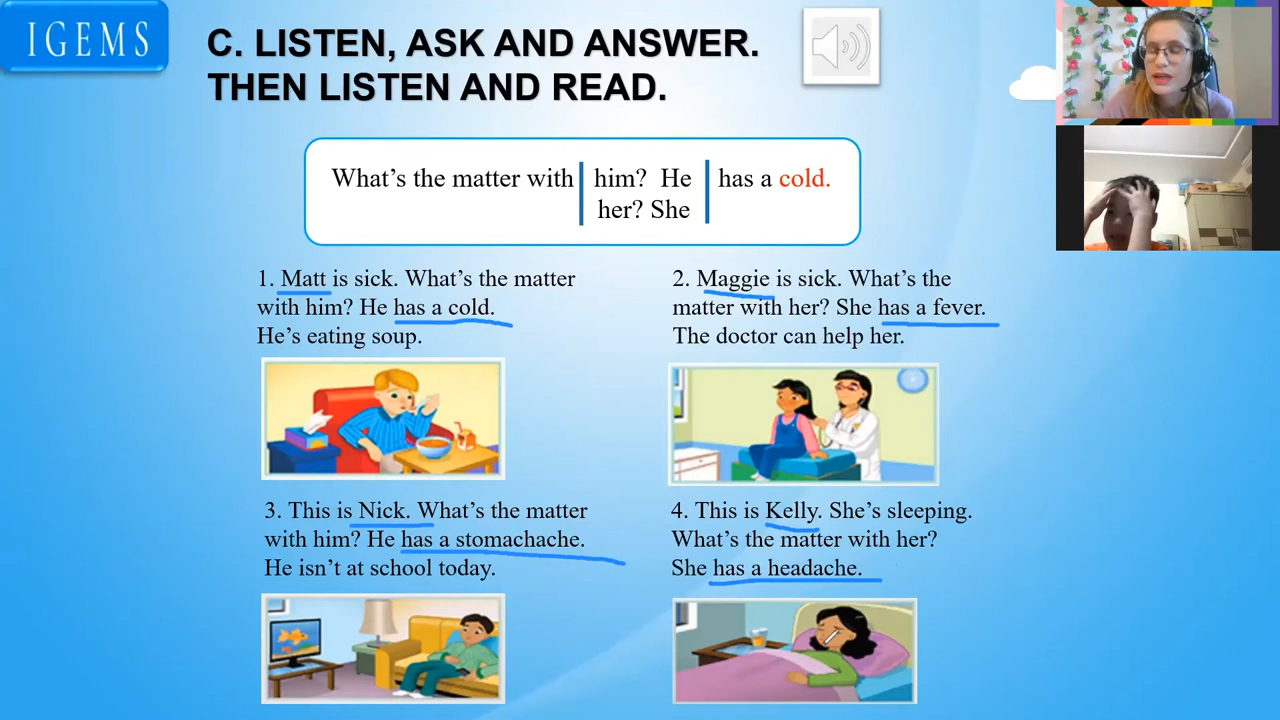 IGEMS
C. LISTEN, ASK AND ANSWER.
THEN LISTEN AND READ.
What's the matter with him? He has a cold.
her? She
1. Matt is sick. What's the matter
with him? He has a cold.
He's eating soup.
2. Maggie is sick. What's the
matter with her? She has a fever.
The doctor can help her.
3. This is Nick. What's the matter
with him? He has a stomachache.
He isn't at school today.
4. This is Kelly. She's sleeping.
What's the matter with her?
She has a headache.